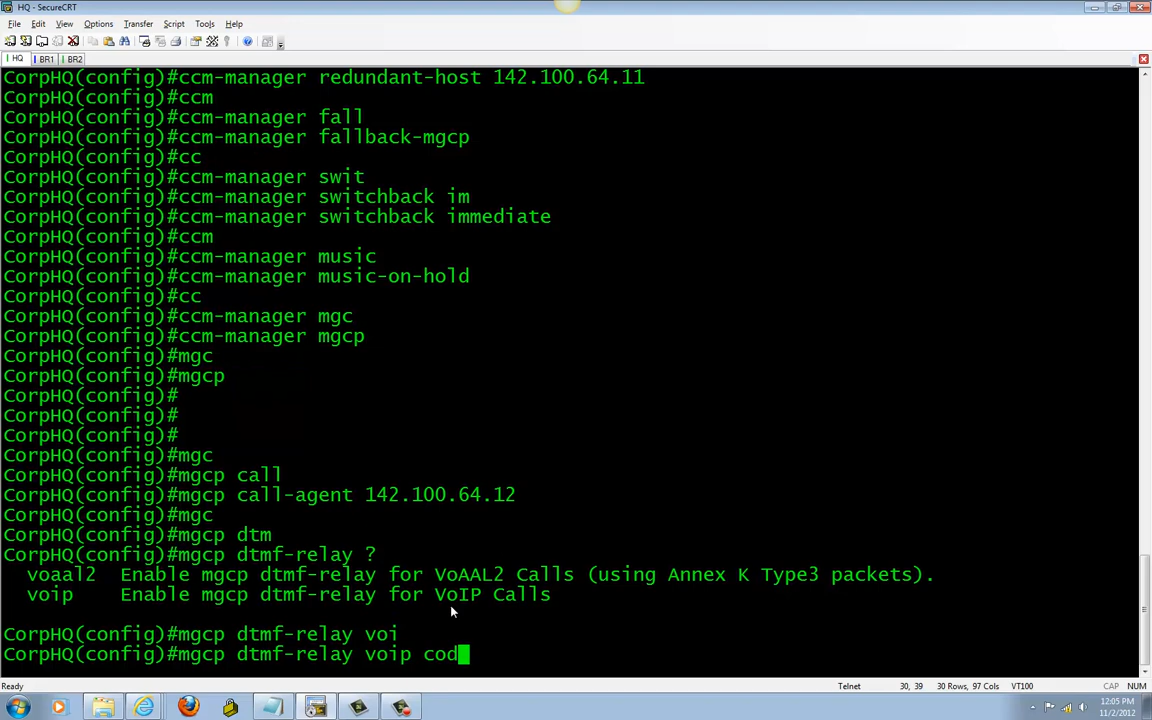 HQ - SecureCRT
File Edit View Options Transfer Script Tools Help
HQ BR1 BR2
CorpHQ(config)#ccm-manager redundant-host 142.100.64.11
CorpHQ(config)#ccm
CorpHQ(config)#ccm-manager fall
CorpHQ(config)#ccm-manager fallback-mgcp
CorpHQ(config)#cc
CorpHQ(config)#ccm-manager swit
CorpHQ(config)#ccm-manager switchback im
CorpHQ(config)#ccm-manager switchback immediate
CorpHQ(config)#ccm
CorpHQ(config)#ccm-manager music
CorpHQ(config)#ccm-manager music-on-hold
CorpHQ(config)#cc
CorpHQ(config)#ccm-manager mgc
CorpHQ(config)#ccm-manager mgcp
CorpHQ(config)#mgc
CorpHQ(config)#mgcp
CorpHQ(config)#
CorpHQ(config)#
CorpHQ(config)#
CorpHQ(config)#mgc
CorpHQ(config)#mgcp call
CorpHQ(config)#mgcp call-agent 142.100.64.12
CorpHQ(config)#mgc
CorpHQ(config)#mgcp dtm
CorpHQ(config)#mgcp dtmf-relay ?
voaal2 Enable mgcp dtmf-relay for VoAAL2 Calls (using Annex K Type3 packets).
voip Enable mgcp dtmf-relay for VoIP Calls
CorpHQ(config)#mgcp dtmf-relay voi
CorpHQ(config)#mgcp dtmf-relay voip cod
Ready Telnet 30, 39 30 Rows, 97 Cols VT100 CAP NUM
12:05 PM
11/2/2012